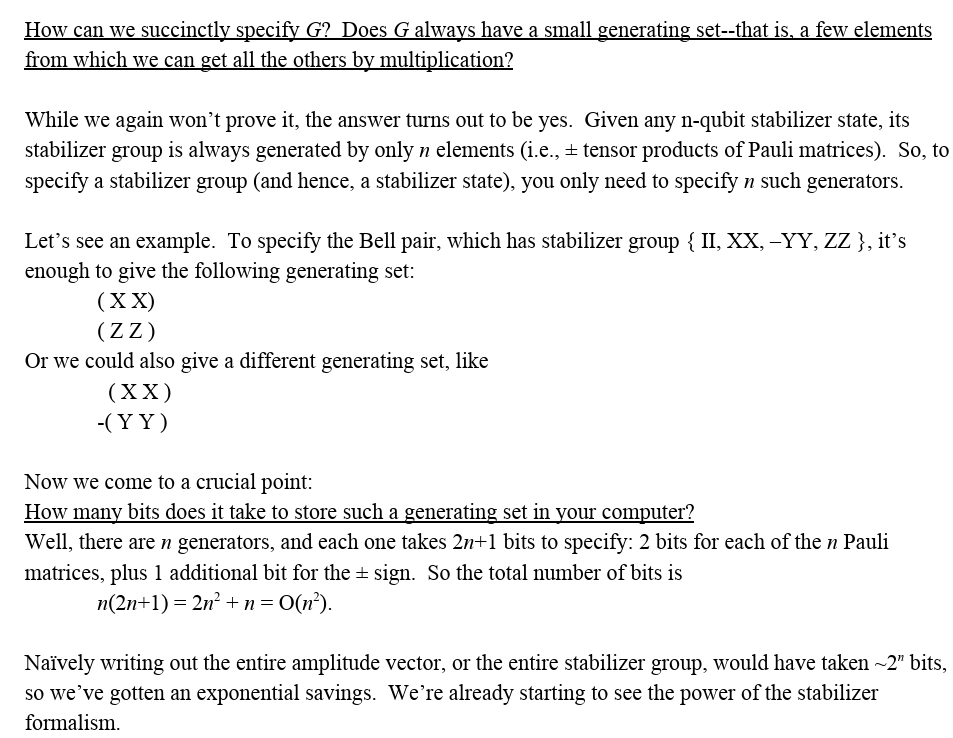 How can we succinctly specify G?  Does G always have a small generating set--that is, a few elements
from which we can get all the others by multiplication?
While we again won’t prove it, the answer turns out to be yes.  Given any n-qubit stabilizer state, its
stabilizer group is always generated by only n elements (i.e., ± tensor products of Pauli matrices).  So, to
specify a stabilizer group (and hence, a stabilizer state), you only need to specify n such generators.
Let’s see an example.  To specify the Bell pair, which has stabilizer group { II, XX, –YY, ZZ }, it’s
enough to give the following generating set:
( X X)
( Z Z )
Or we could also give a different generating set, like
( X X )
-( Y Y )
Now we come to a crucial point:
How many bits does it take to store such a generating set in your computer?
Well, there are n generators, and each one takes 2n+1 bits to specify: 2 bits for each of the n Pauli
matrices, plus 1 additional bit for the ± sign.  So the total number of bits is
n(2n+1) = 2n² + n = O(n²).
Naïvely writing out the entire amplitude vector, or the entire stabilizer group, would have taken ~2ⁿ bits,
so we’ve gotten an exponential savings.  We’re already starting to see the power of the stabilizer
formalism.